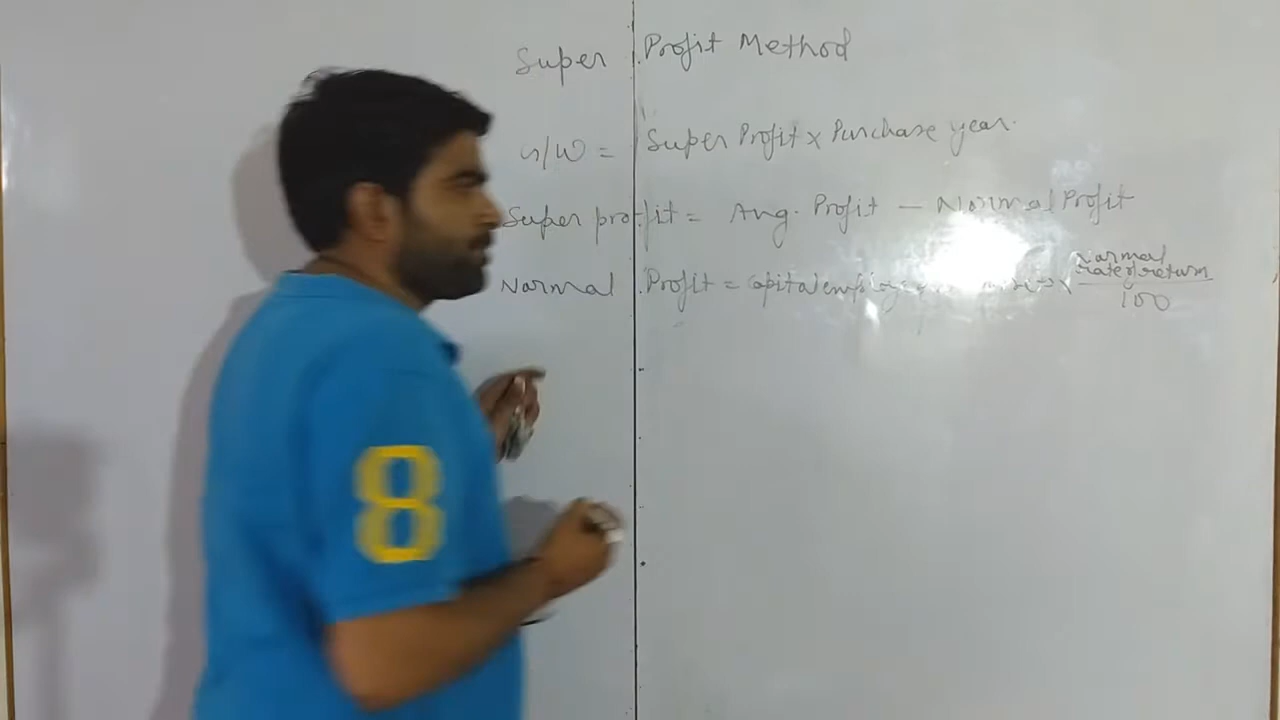 Super Profit Method
G/W = Super Profit x Purchase year.
Super profit = Avg. Profit - Normal Profit
Normal Profit = Capital employ x normal rate of return / 100
8